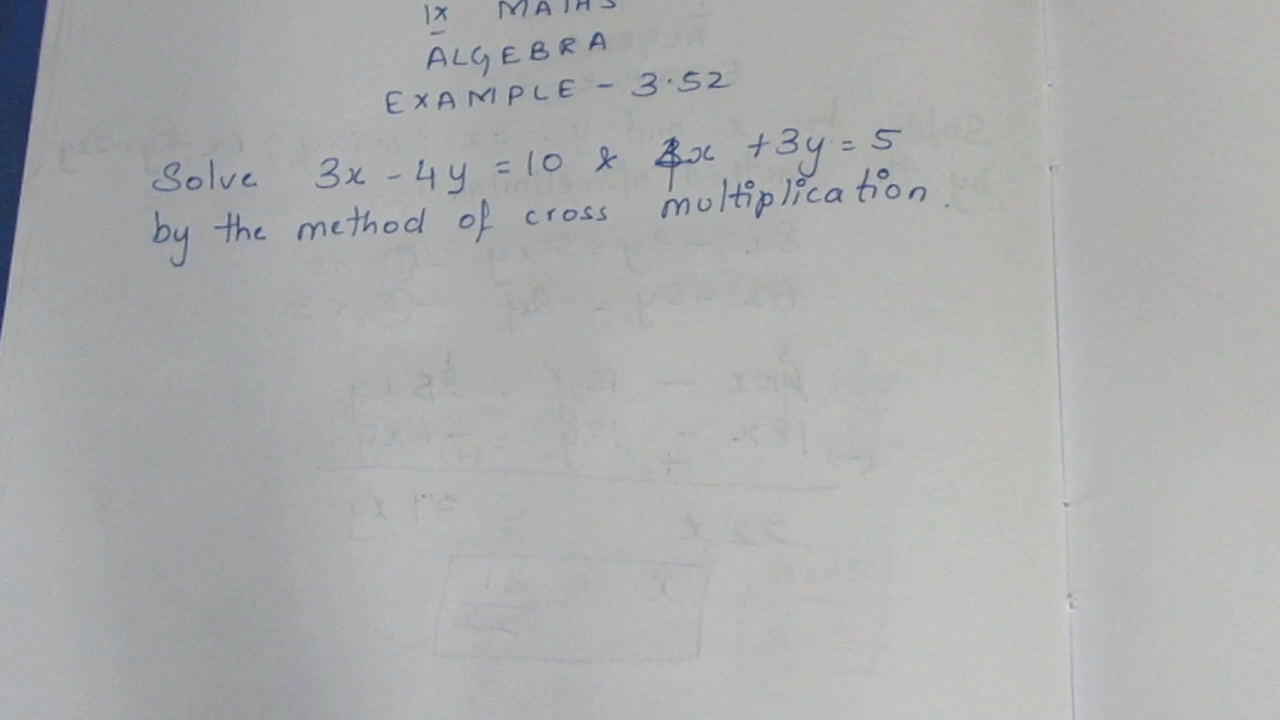 IX MATHS
ALGEBRA
EXAMPLE - 3.52
Solve 3x - 4y = 10 & 4x + 3y = 5
by the method of cross multiplication.